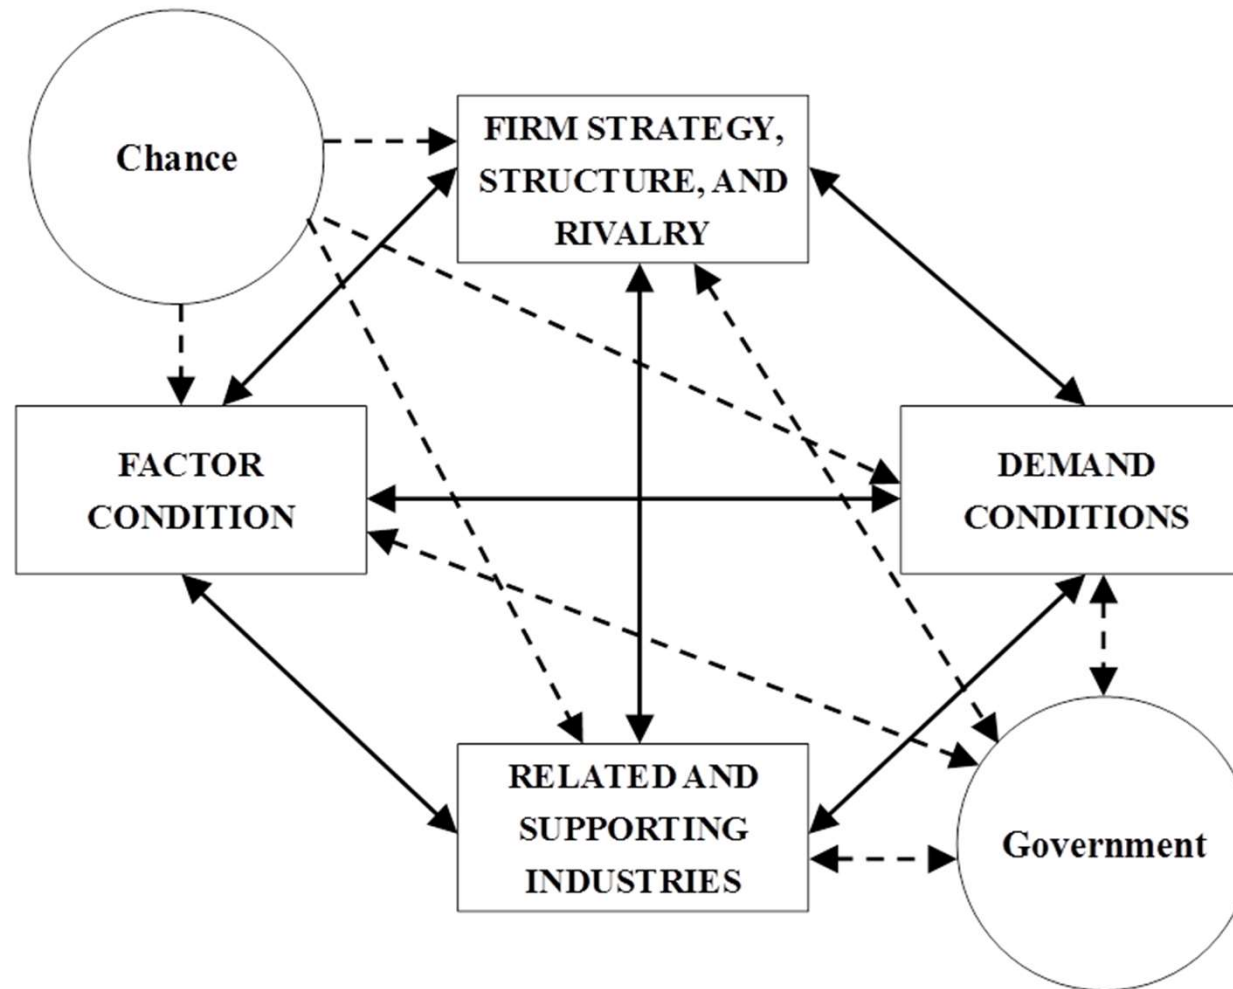 Chance
FIRM STRATEGY,
STRUCTURE, AND
RIVALRY
FACTOR
CONDITION
DEMAND
CONDITIONS
RELATED AND
SUPPORTING
INDUSTRIES
Government